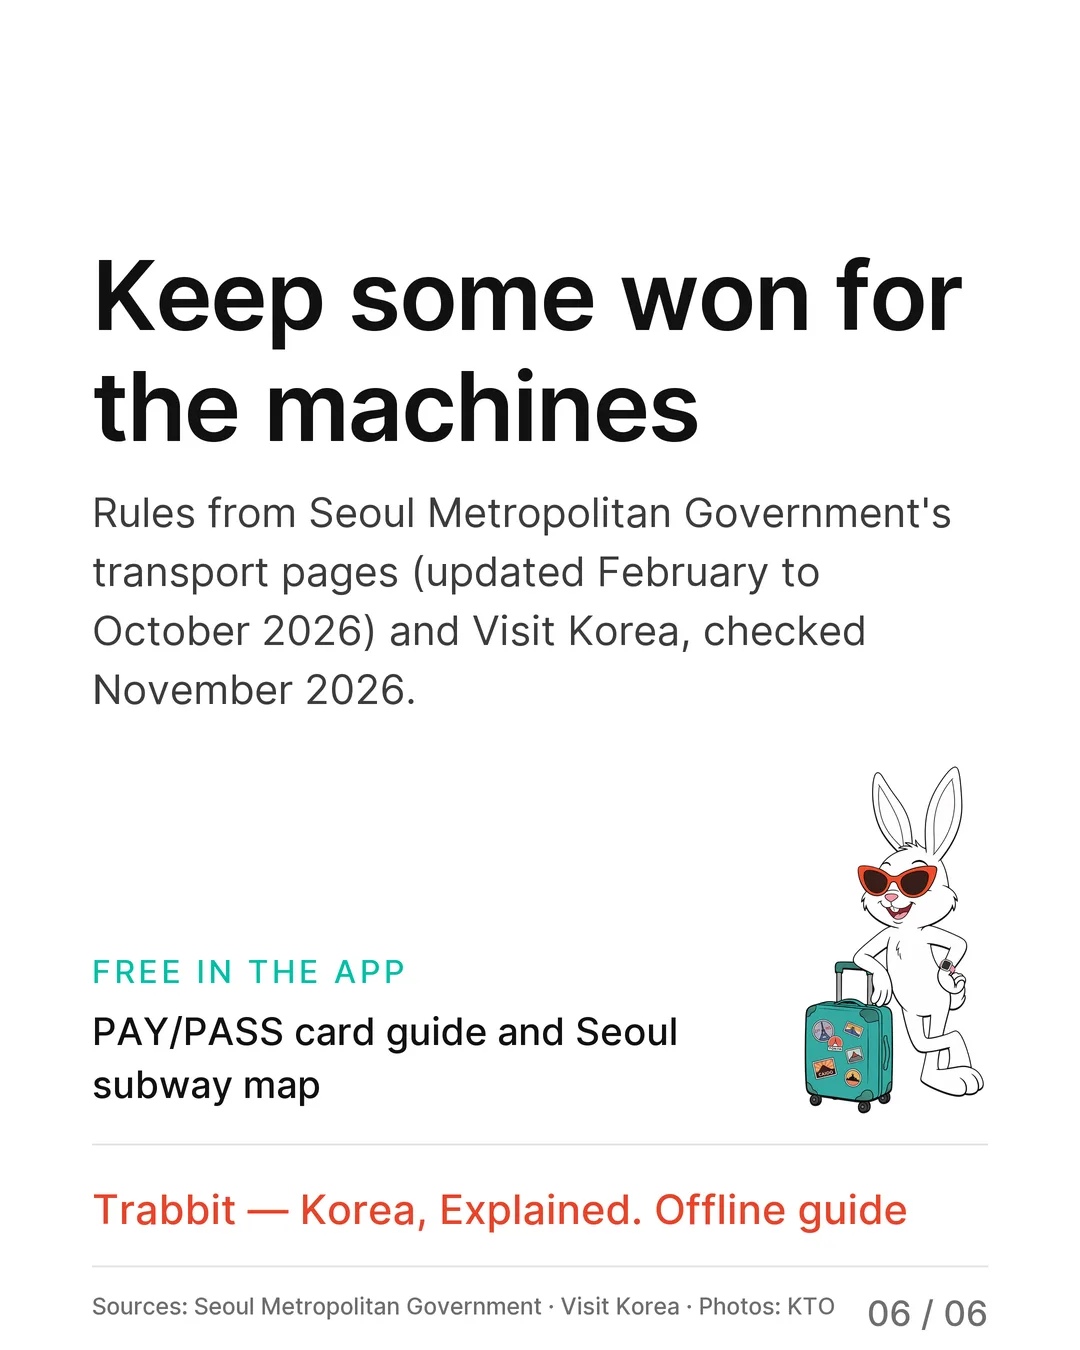 Keep some won for
the machines
Rules from Seoul Metropolitan Government's
transport pages (updated February to
October 2026) and Visit Korea, checked
November 2026.
FREE IN THE APP
PAY/PASS card guide and Seoul
subway map
Trabbit — Korea, Explained. Offline guide
Sources: Seoul Metropolitan Government · Visit Korea · Photos: KTO
06 / 06